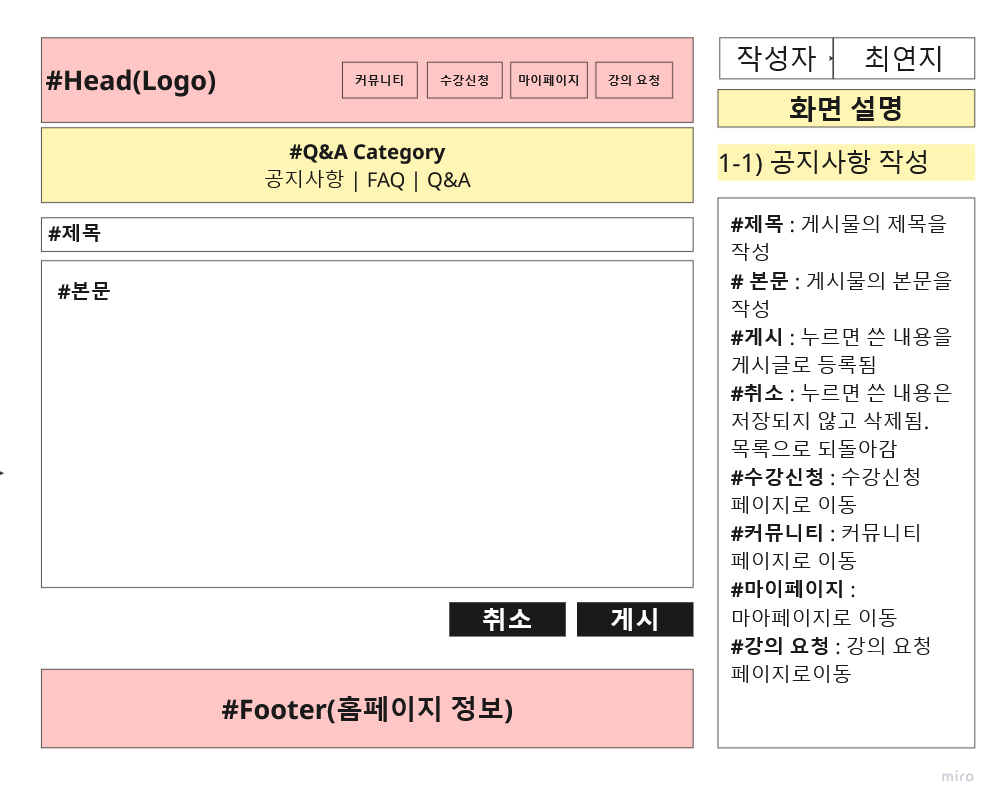 #Head(Logo)
커뮤니티
수강신청
마이페이지
강의 요청
#Q&A Category
공지사항 | FAQ | Q&A
#제목
#본문
취소
게시
#Footer(홈페이지 정보)
작성자
최연지
화면 설명
1-1) 공지사항 작성
#제목 : 게시물의 제목을
작성
# 본문 : 게시물의 본문을
작성
#게시 : 누르면 쓴 내용을
게시글로 등록됨
#취소 : 누르면 쓴 내용은
저장되지 않고 삭제됨.
목록으로 되돌아감
#수강신청 : 수강신청
페이지로 이동
#커뮤니티 : 커뮤니티
페이지로 이동
#마이페이지 :
마아페이지로 이동
#강의 요청 : 강의 요청
페이지로이동
miro